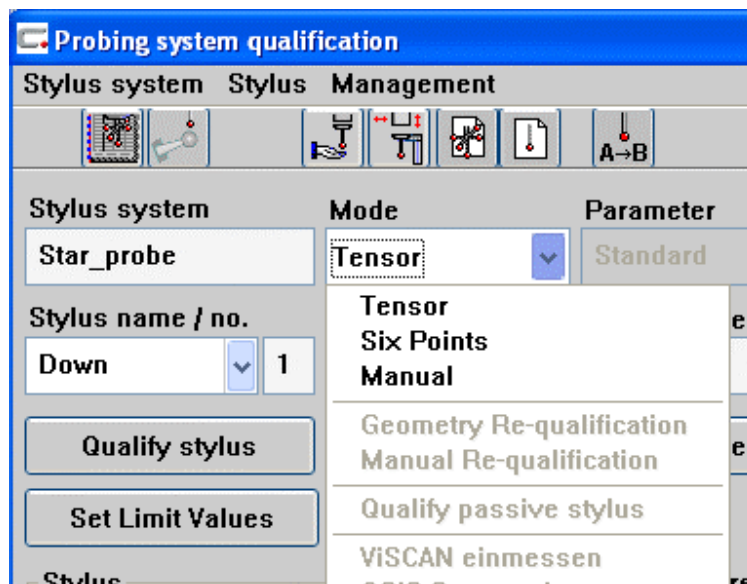 Probing system qualification
Stylus system Stylus Management
A→B
Stylus system Mode Parameter
Star_probe Tensor Standard
Stylus name / no.
Down 1
Tensor
Six Points
Manual
Geometry Re-qualification
Manual Re-qualification
Qualify passive stylus
ViSCAN einmessen
Qualify stylus
Set Limit Values
Stylus